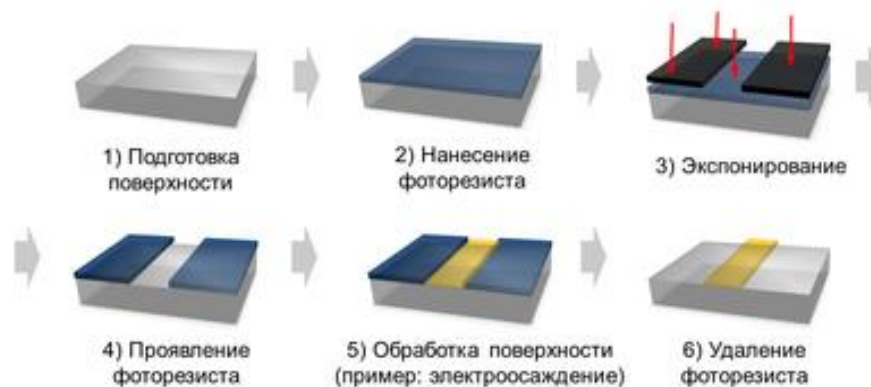 1) Подготовка
поверхности
2) Нанесение
фоторезиста
3) Экспонирование
4) Проявление
фоторезиста
5) Обработка поверхности
(пример: электроосаждение)
6) Удаление
фоторезиста